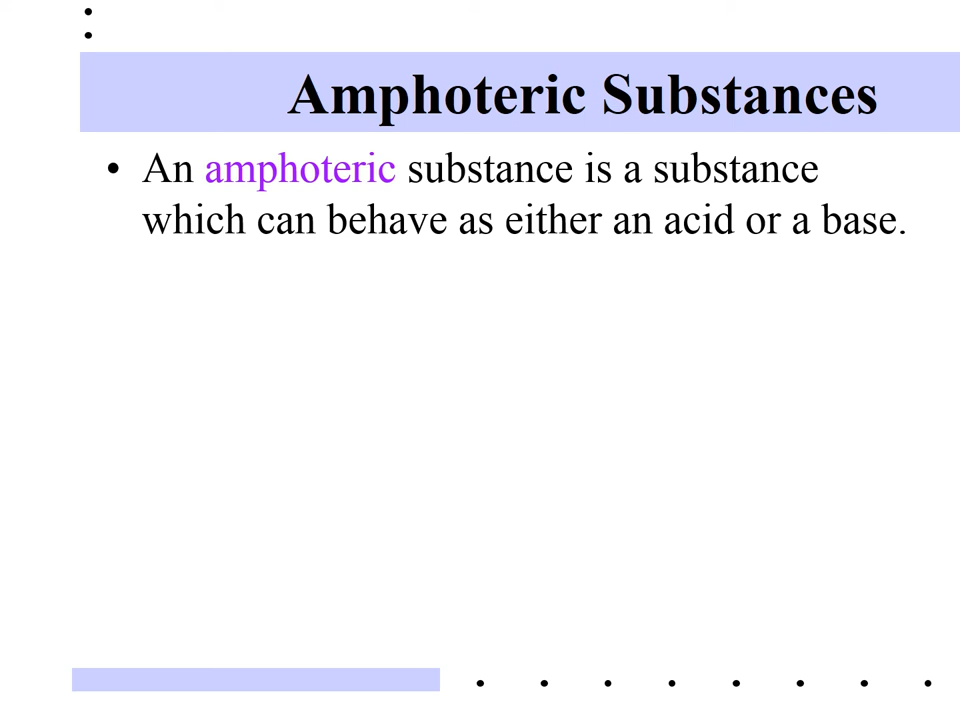 Amphoteric Substances
• An amphoteric substance is a substance
which can behave as either an acid or a base.